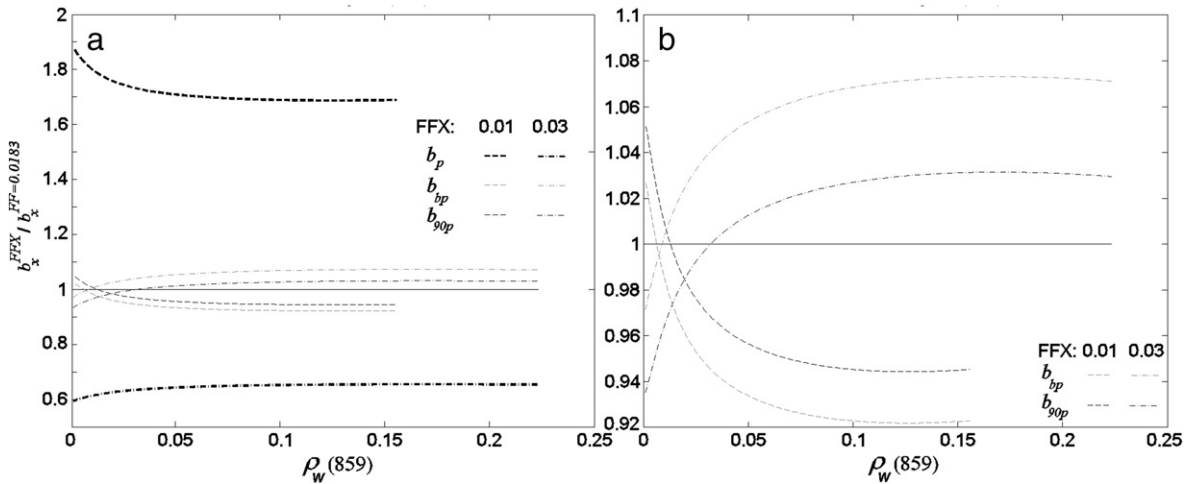 a
2
1.8
1.6
1.4
1.2
1
0.8
0.6
b_x^FFX / b_x^FF=0.0183
FFX: 0.01 0.03
b_p
b_bp
b_90p
0 0.05 0.1 0.15 0.2 0.25
ρ_w(859)
b
1.1
1.08
1.06
1.04
1.02
1
0.98
0.96
0.94
0.92
FFX: 0.01 0.03
b_bp
b_90p
0 0.05 0.1 0.15 0.2 0.25
ρ_w(859)